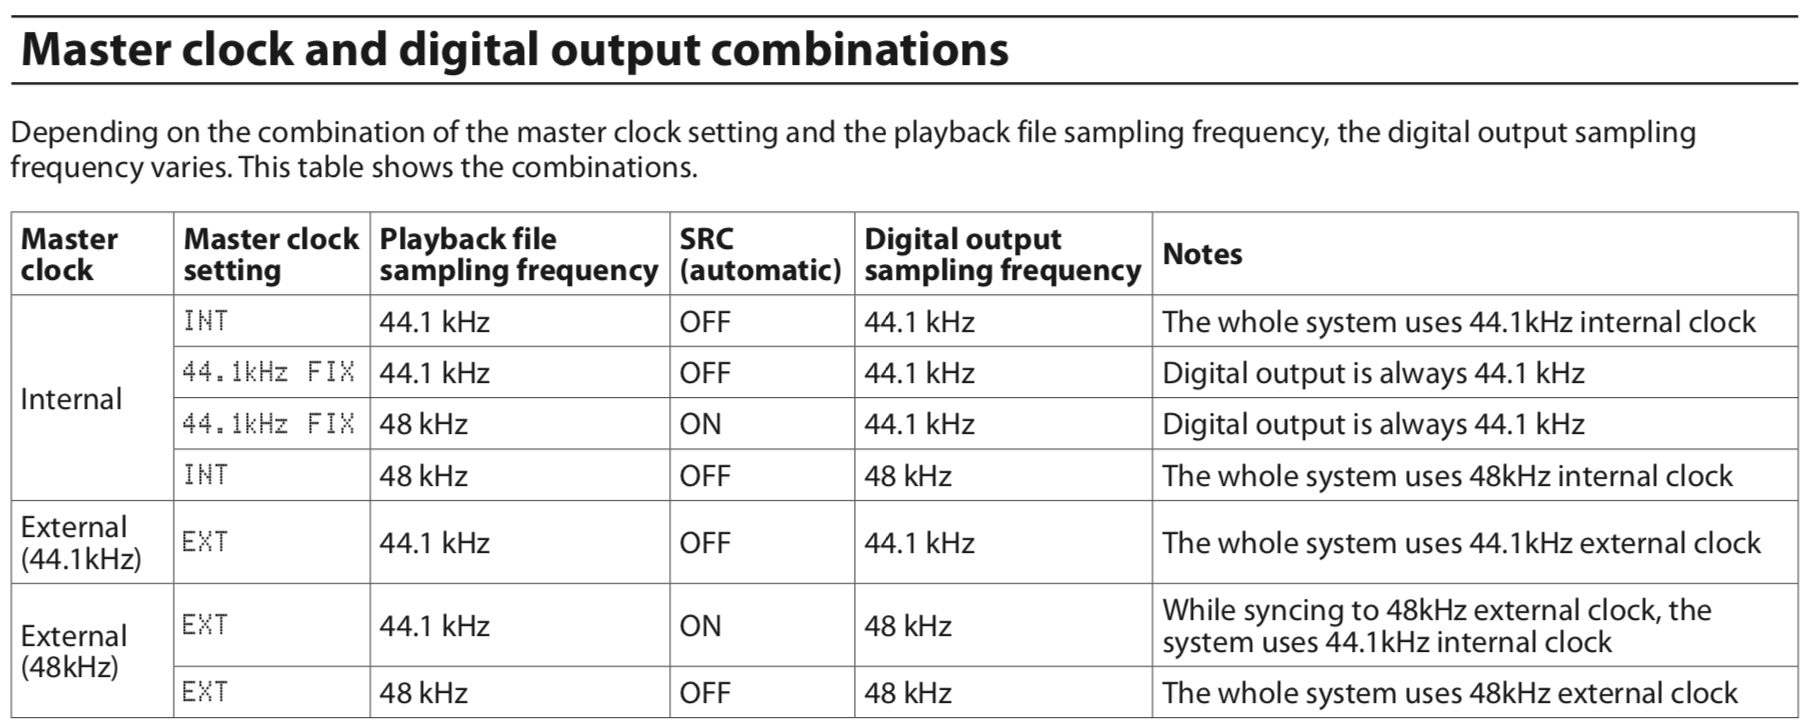 Master clock and digital output combinations
Depending on the combination of the master clock setting and the playback file sampling frequency, the digital output sampling
frequency varies. This table shows the combinations.
Master clock | Master clock setting | Playback file sampling frequency | SRC (automatic) | Digital output sampling frequency | Notes
Internal | INT | 44.1 kHz | OFF | 44.1 kHz | The whole system uses 44.1kHz internal clock
44.1kHz FIX | 44.1 kHz | OFF | 44.1 kHz | Digital output is always 44.1 kHz
44.1kHz FIX | 48 kHz | ON | 44.1 kHz | Digital output is always 44.1 kHz
INT | 48 kHz | OFF | 48 kHz | The whole system uses 48kHz internal clock
External (44.1kHz) | EXT | 44.1 kHz | OFF | 44.1 kHz | The whole system uses 44.1kHz external clock
External (48kHz) | EXT | 44.1 kHz | ON | 48 kHz | While syncing to 48kHz external clock, the system uses 44.1kHz internal clock
EXT | 48 kHz | OFF | 48 kHz | The whole system uses 48kHz external clock